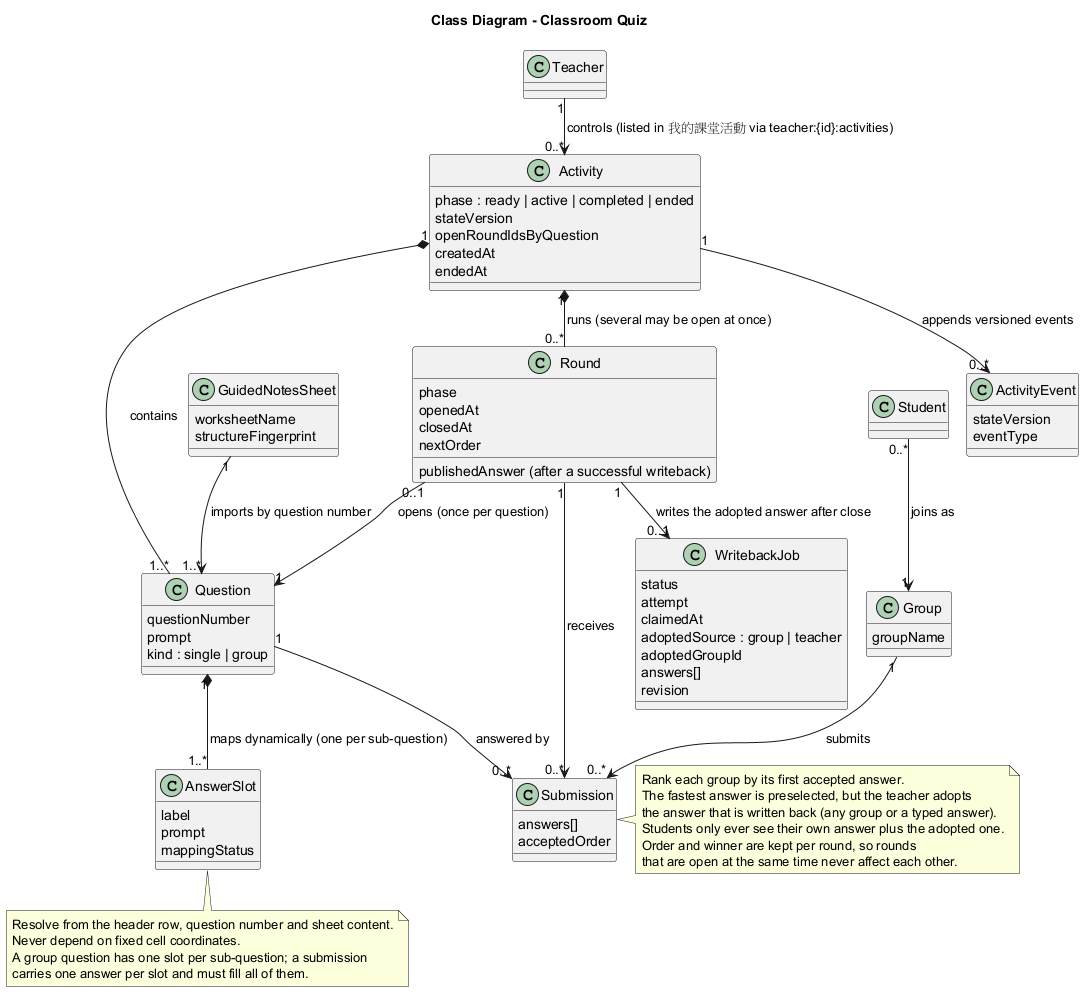 Class Diagram - Classroom Quiz
C Teacher
1
controls (listed in 我的課堂活動 via teacher:{id}:activities)
0..*
C Activity
phase : ready | active | completed | ended
stateVersion
openRoundIdsByQuestion
createdAt
endedAt
1
1
1
runs (several may be open at once)
appends versioned events
0..*
0..*
C Round
phase
openedAt
closedAt
nextOrder
publishedAnswer (after a successful writeback)
C GuidedNotesSheet
worksheetName
structureFingerprint
C Student
C ActivityEvent
stateVersion
eventType
contains
1
0..1
1
1
0..*
imports by question number
opens (once per question)
writes the adopted answer after close
joins as
1..*
1..*
1
0..1
1
C Question
questionNumber
prompt
kind : single | group
C WritebackJob
status
attempt
claimedAt
adoptedSource : group | teacher
adoptedGroupId
answers[]
revision
C Group
groupName
receives
1
1
1
maps dynamically (one per sub-question)
answered by
submits
1..*
0..*
0..*
0..*
C AnswerSlot
label
prompt
mappingStatus
C Submission
answers[]
acceptedOrder
Rank each group by its first accepted answer.
The fastest answer is preselected, but the teacher adopts
the answer that is written back (any group or a typed answer).
Students only ever see their own answer plus the adopted one.
Order and winner are kept per round, so rounds
that are open at the same time never affect each other.
Resolve from the header row, question number and sheet content.
Never depend on fixed cell coordinates.
A group question has one slot per sub-question; a submission
carries one answer per slot and must fill all of them.